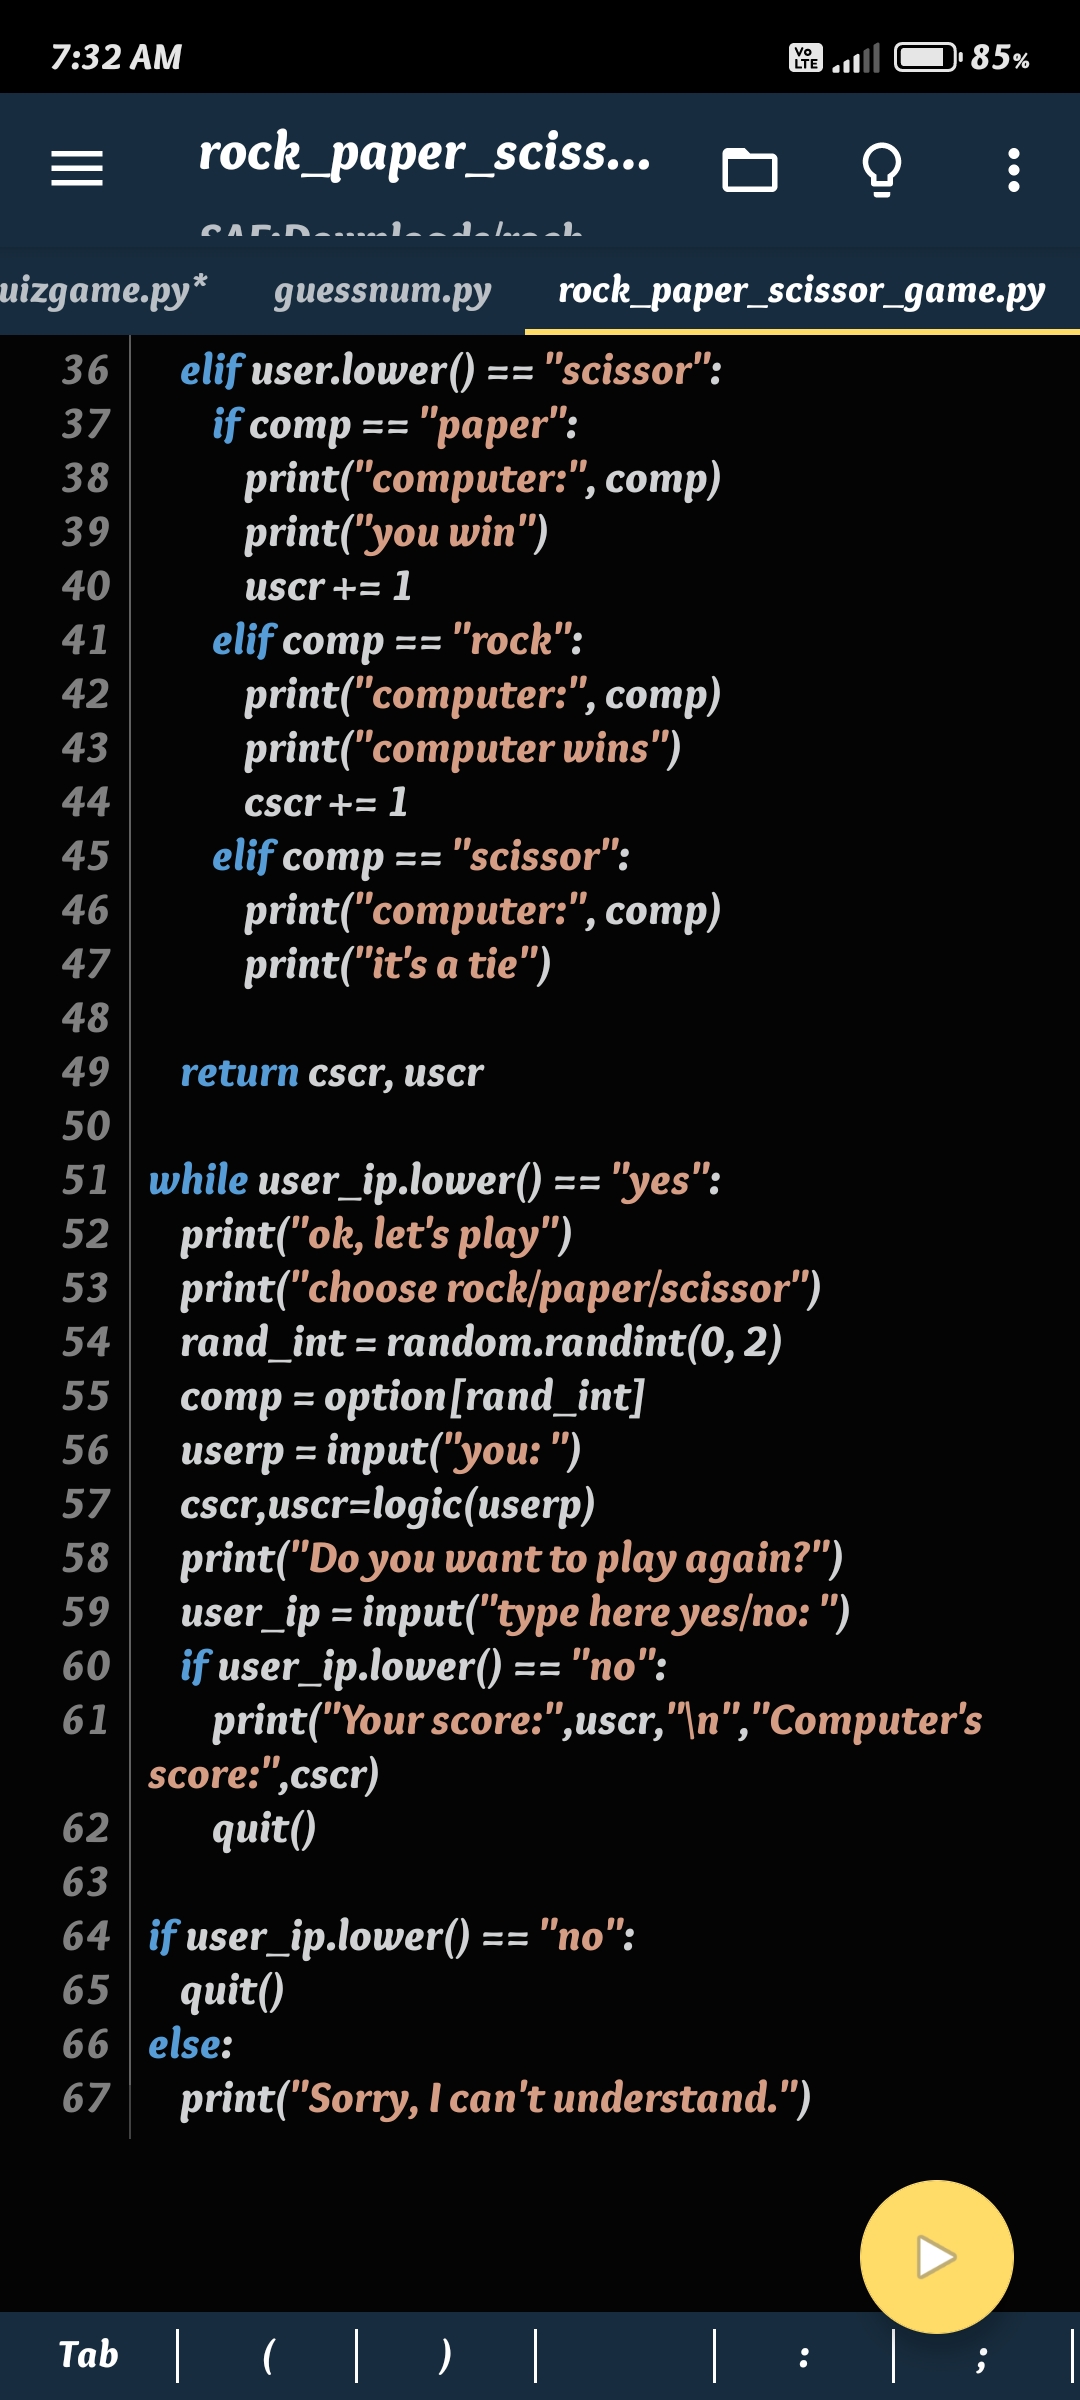 7:32 AM
Vo LTE 85%
rock_paper_sciss...
SAF:Downloads/rock
uizgame.py* guessnum.py rock_paper_scissor_game.py
36 elif user.lower() == "scissor":
37 if comp == "paper":
38 print("computer:", comp)
39 print("you win")
40 uscr += 1
41 elif comp == "rock":
42 print("computer:", comp)
43 print("computer wins")
44 cscr += 1
45 elif comp == "scissor":
46 print("computer:", comp)
47 print("it's a tie")
48
49 return cscr, uscr
50
51 while user_ip.lower() == "yes":
52 print("ok, let's play")
53 print("choose rock/paper/scissor")
54 rand_int = random.randint(0, 2)
55 comp = option[rand_int]
56 userp = input("you: ")
57 cscr,uscr=logic(userp)
58 print("Do you want to play again?")
59 user_ip = input("type here yes/no: ")
60 if user_ip.lower() == "no":
61 print("Your score:",uscr,"\n","Computer's
score:",cscr)
62 quit()
63
64 if user_ip.lower() == "no":
65 quit()
66 else:
67 print("Sorry, I can't understand.")
Tab ( ) : ;